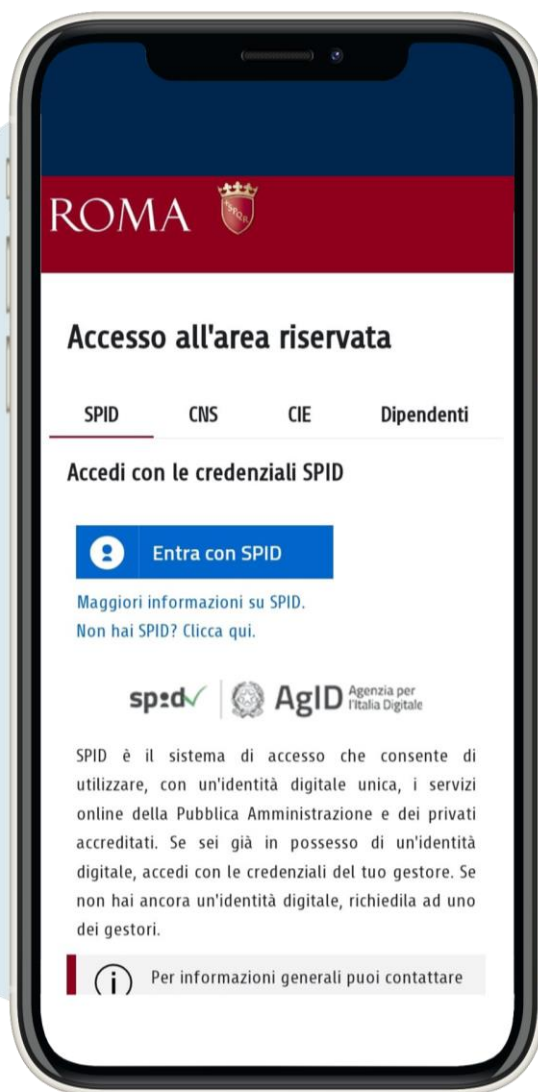 ROMA
Accesso all'area riservata
SPID CNS CIE Dipendenti
Accedi con le credenziali SPID
Entra con SPID
Maggiori informazioni su SPID.
Non hai SPID? Clicca qui.
sp:d AgID Agenzia per
l'Italia Digitale
SPID è il sistema di accesso che consente di
utilizzare, con un'identità digitale unica, i servizi
online della Pubblica Amministrazione e dei privati
accreditati. Se sei già in possesso di un'identità
digitale, accedi con le credenziali del tuo gestore. Se
non hai ancora un'identità digitale, richiedila ad uno
dei gestori.
Per informazioni generali puoi contattare